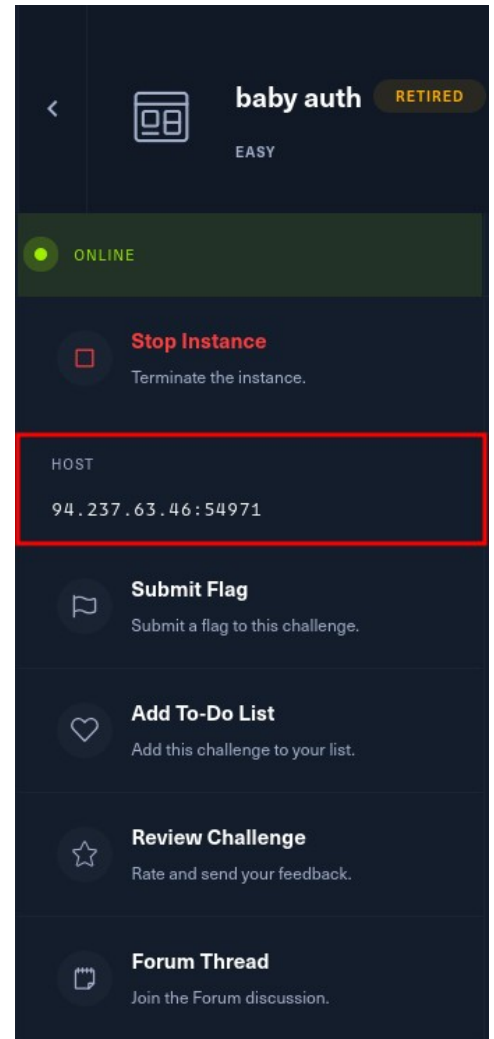 baby auth RETIRED
EASY
ONLINE
Stop Instance
Terminate the instance.
HOST
94.237.63.46:54971
Submit Flag
Submit a flag to this challenge.
Add To-Do List
Add this challenge to your list.
Review Challenge
Rate and send your feedback.
Forum Thread
Join the Forum discussion.